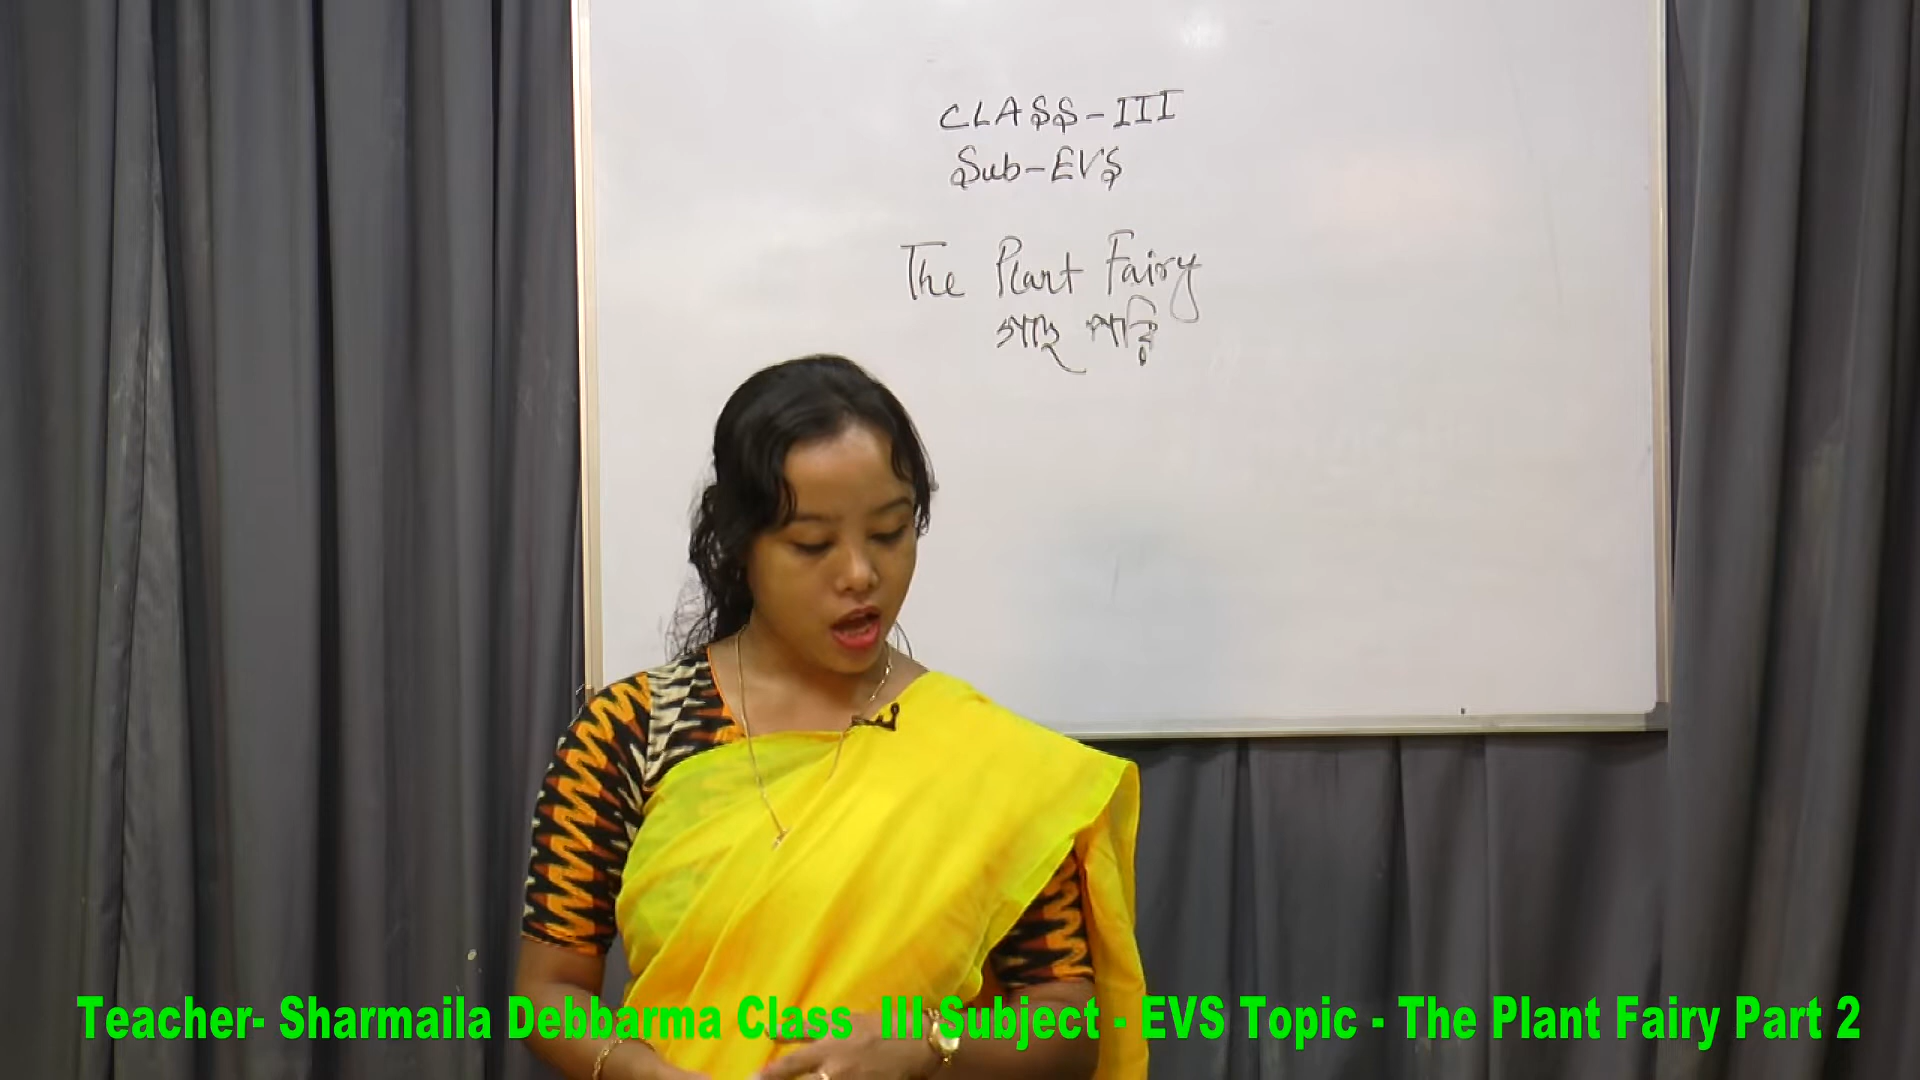 CLASS-III
Sub-EVS
The Plant Fairy
গাছ পরি
Teacher- Sharmaila Debbarma Class III Subject - EVS Topic - The Plant Fairy Part 2